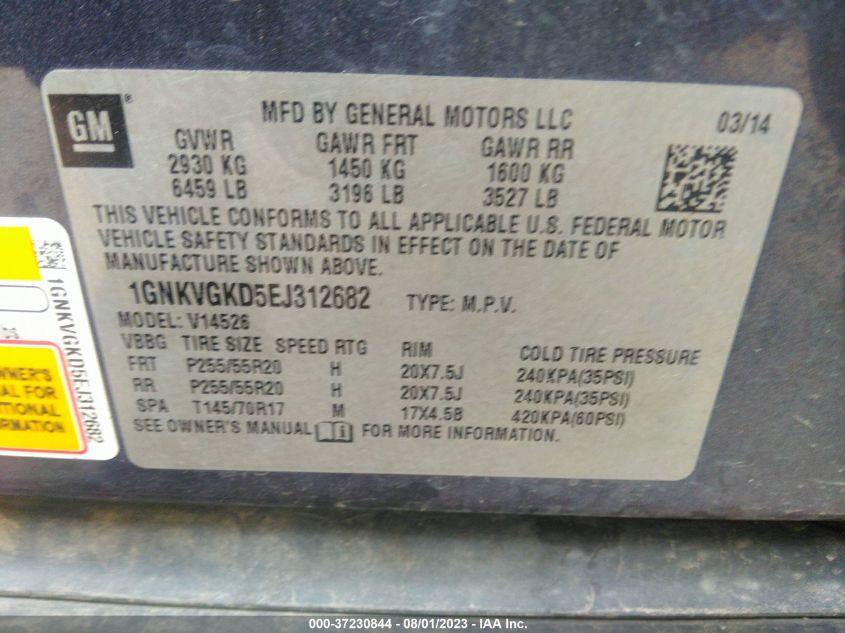 GM®
MFD BY GENERAL MOTORS LLC 03/14
GVWR GAWR FRT GAWR RR
2930 KG 1450 KG 1600 KG
6459 LB 3196 LB 3527 LB
THIS VEHICLE CONFORMS TO ALL APPLICABLE U.S. FEDERAL MOTOR
VEHICLE SAFETY STANDARDS IN EFFECT ON THE DATE OF
MANUFACTURE SHOWN ABOVE.
1GNKVGKD5EJ312682 TYPE: M.P.V.
MODEL: V14526
VBBG TIRE SIZE SPEED RTG RIM COLD TIRE PRESSURE
FRT P255/55R20 H 20X7.5J 240KPA(35PSI)
RR P255/55R20 H 20X7.5J 240KPA(35PSI)
SPA T145/70R17 M 17X4.5B 420KPA(60PSI)
SEE OWNER'S MANUAL i FOR MORE INFORMATION.
1GNKVGKD5EJ312682
OWNER'S
FOR
INFORMATION
000-37230844 - 08/01/2023 - IAA Inc.